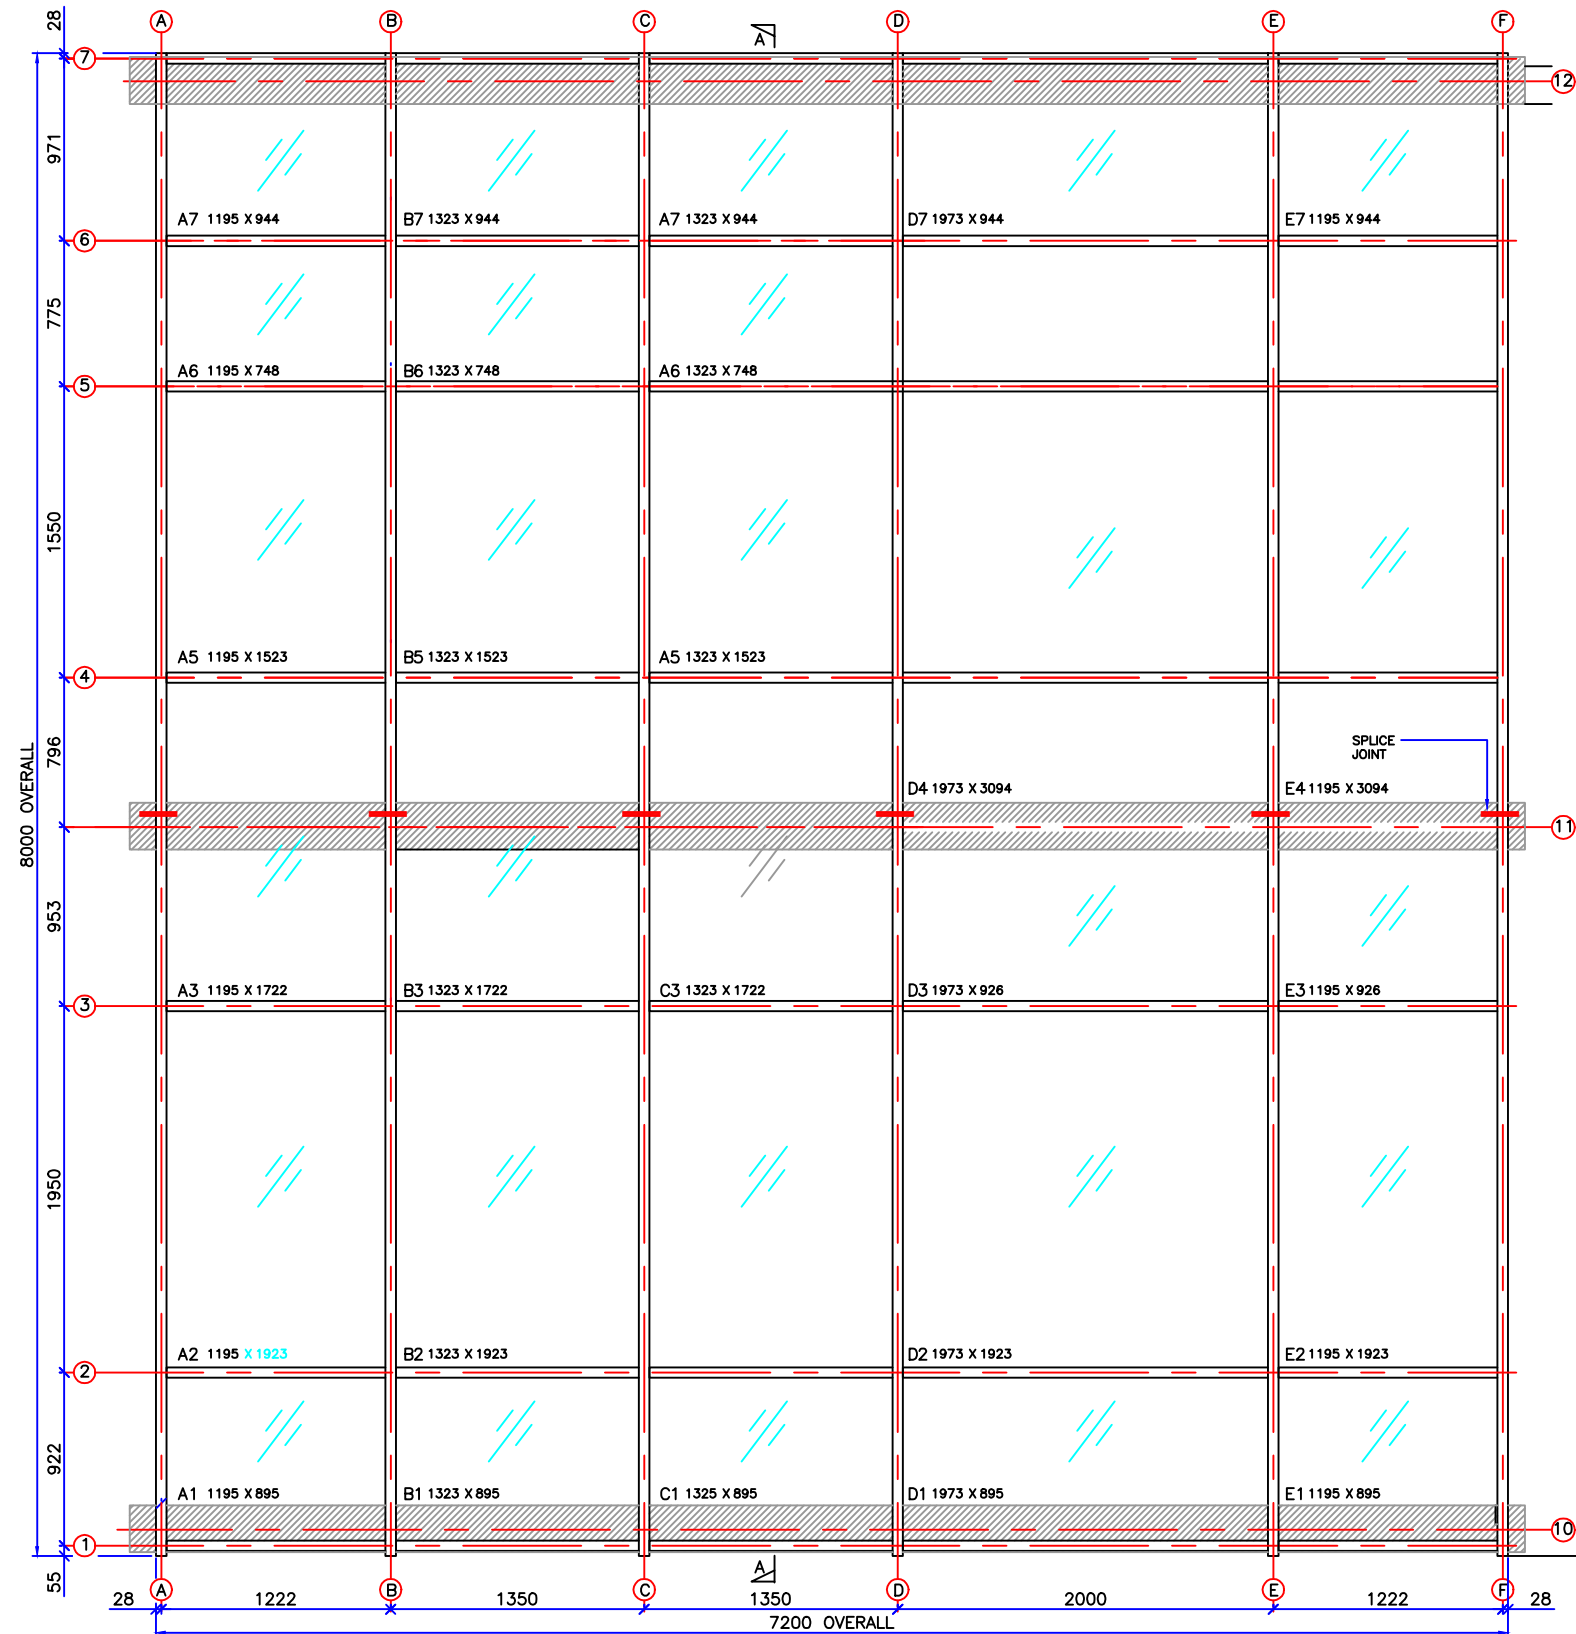 28
A B C D E F
A
7
12
971
A7 1195 X 944 B7 1323 X 944 A7 1323 X 944 D7 1973 X 944 E7 1195 X 944
6
775
A6 1195 X 748 B6 1323 X 748 A6 1323 X 748
5
1550
A5 1195 X 1523 B5 1323 X 1523 A5 1323 X 1523
4
796
SPLICE
JOINT
8000 OVERALL
D4 1973 X 3094 E4 1195 X 3094
11
953
A3 1195 X 1722 B3 1323 X 1722 C3 1323 X 1722 D3 1973 X 926 E3 1195 X 926
3
1950
A2 1195 X 1923 B2 1323 X 1923 D2 1973 X 1923 E2 1195 X 1923
2
922
A1 1195 X 895 B1 1323 X 895 C1 1325 X 895 D1 1973 X 895 E1 1195 X 895
10
1
55
A
A B C D E F
28 1222 1350 1350 2000 1222 28
7200 OVERALL